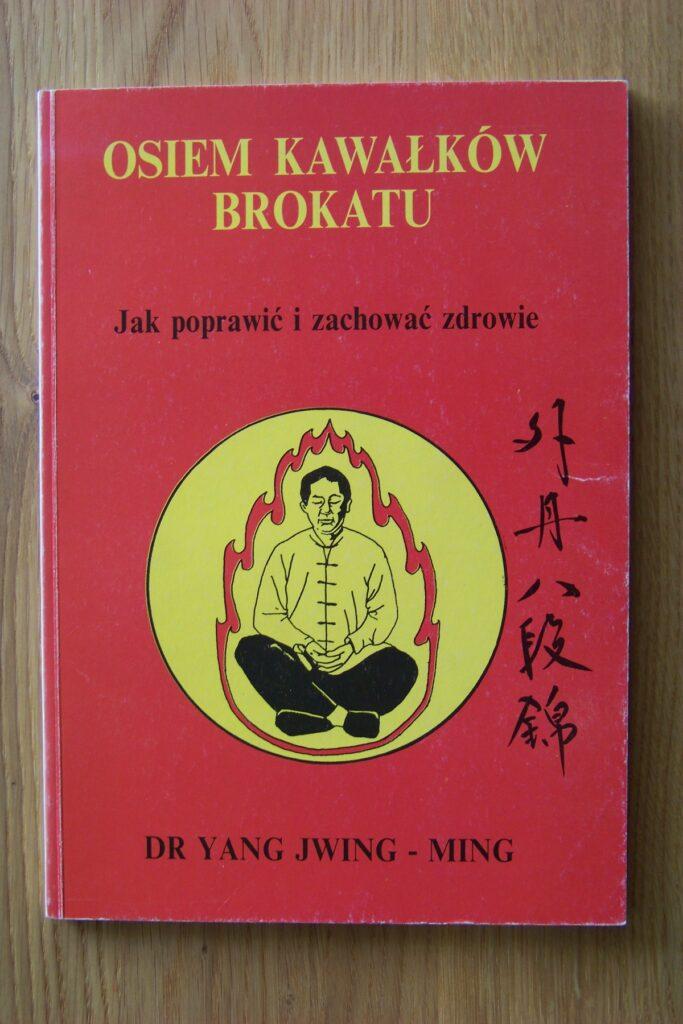 OSIEM KAWAŁKÓW
BROKATU
Jak poprawić i zachować zdrowie
外丹八段錦
DR YANG JWING - MING